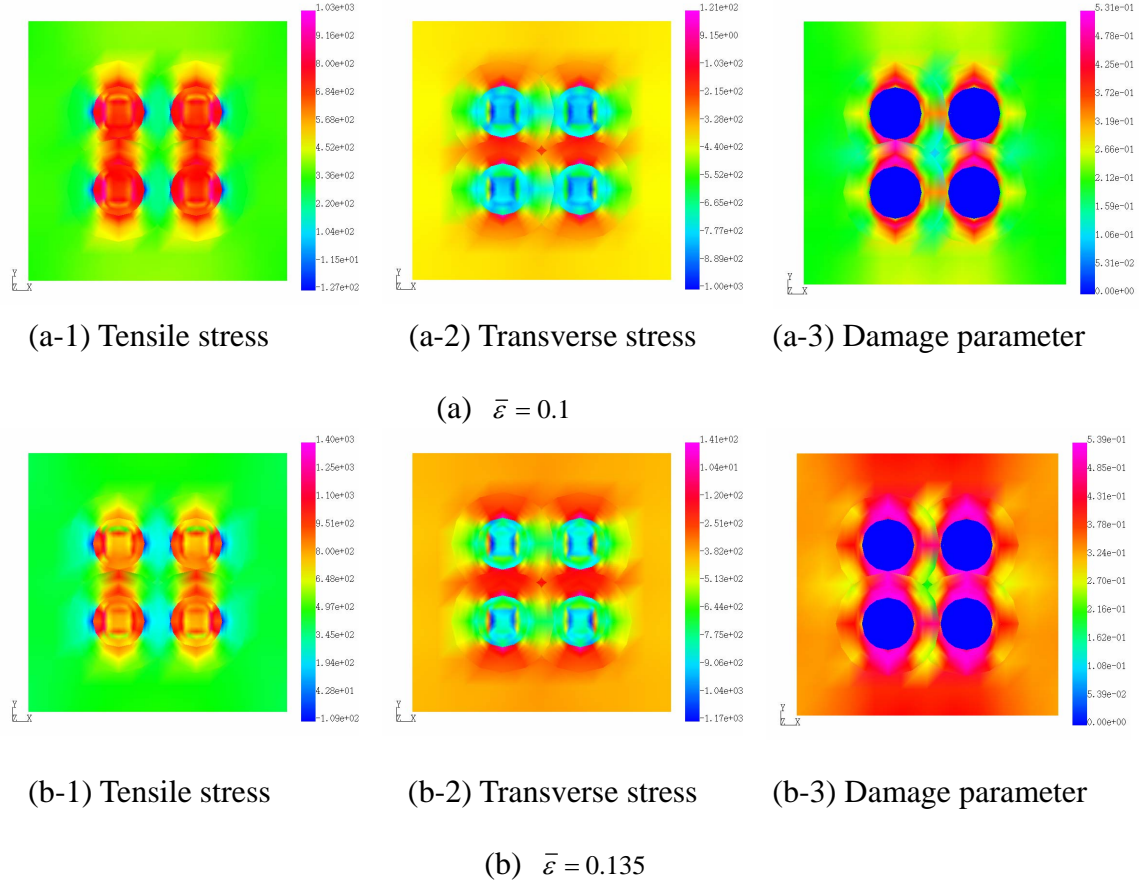 1.03e+03
9.16e+02
8.00e+02
6.84e+02
5.68e+02
4.52e+02
3.36e+02
2.20e+02
1.04e+02
-1.15e+01
-1.27e+02
Y
Z X
1.21e+02
9.15e+00
-1.03e+02
-2.15e+02
-3.28e+02
-4.40e+02
-5.52e+02
-6.64e+02
-7.77e+02
-8.89e+02
-1.00e+03
Y
Z X
5.31e-01
4.78e-01
4.25e-01
3.72e-01
3.19e-01
2.66e-01
2.12e-01
1.59e-01
1.06e-01
5.31e-02
0.00e+00
Y
Z X
(a-1) Tensile stress
(a-2) Transverse stress
(a-3) Damage parameter
(a) ε̄ = 0.1
1.40e+03
1.25e+03
1.10e+03
9.51e+02
8.00e+02
6.48e+02
4.97e+02
3.45e+02
1.94e+02
4.28e+01
-1.09e+02
Y
Z X
1.41e+02
1.04e+01
-1.20e+02
-2.51e+02
-3.82e+02
-5.13e+02
-6.44e+02
-7.75e+02
-9.06e+02
-1.04e+03
-1.17e+03
Y
Z X
5.39e-01
4.85e-01
4.31e-01
3.78e-01
3.24e-01
2.70e-01
2.16e-01
1.62e-01
1.08e-01
5.39e-02
0.00e+00
Y
Z X
(b-1) Tensile stress
(b-2) Transverse stress
(b-3) Damage parameter
(b) ε̄ = 0.135